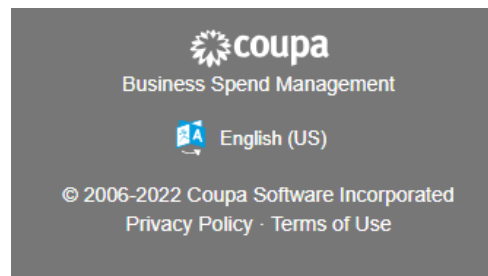 coupa
Business Spend Management
English (US)
© 2006-2022 Coupa Software Incorporated
Privacy Policy · Terms of Use